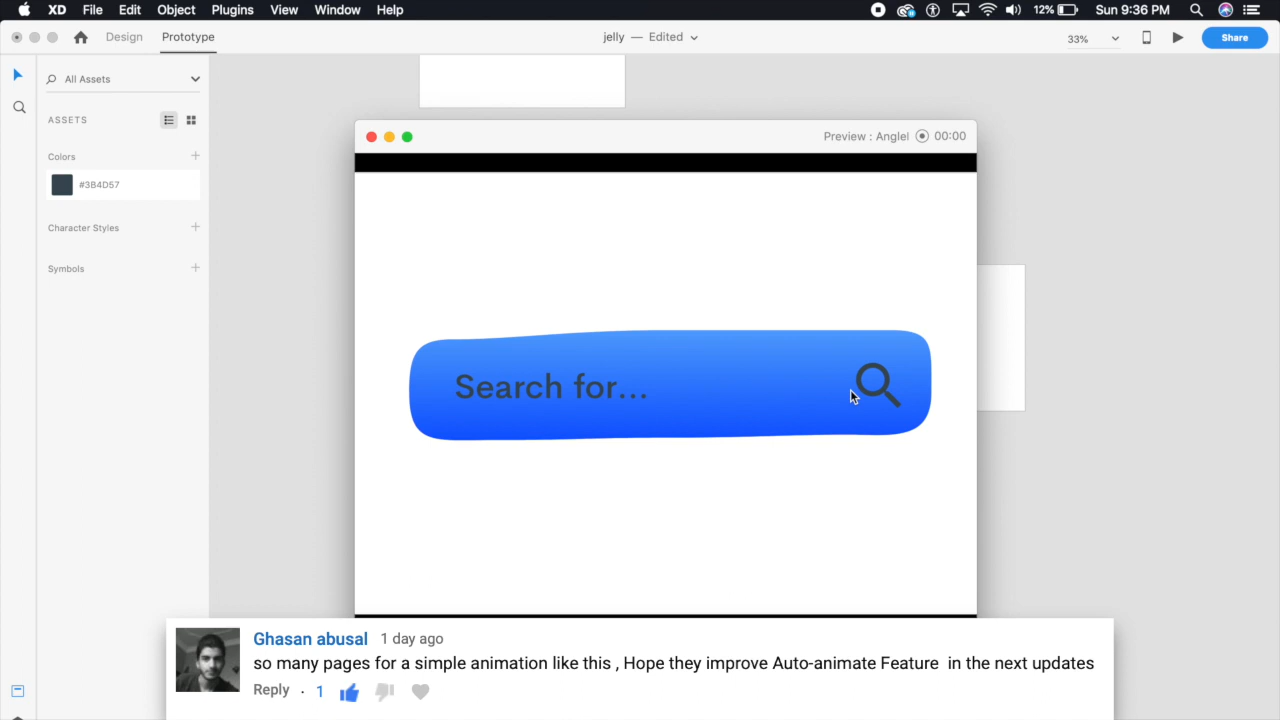 XD File Edit Object Plugins View Window Help 12% Sun 9:36 PM
Design Prototype jelly — Edited 33% Share
All Assets
ASSETS
Colors
#3B4D57
Character Styles
Symbols
Preview : Anglel 00:00
Search for...
Ghasan abusal 1 day ago
so many pages for a simple animation like this , Hope they improve Auto-animate Feature in the next updates
Reply · 1